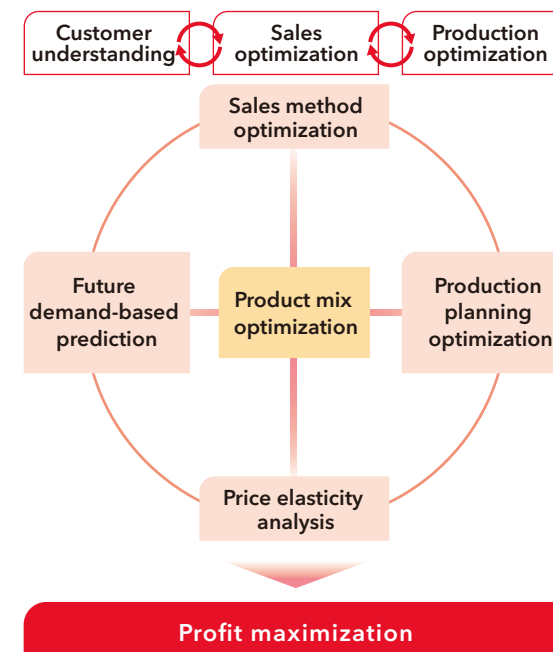 Customer
understanding
Sales
optimization
Production
optimization
Sales method
optimization
Future
demand-based
prediction
Product mix
optimization
Production
planning
optimization
Price elasticity
analysis
Profit maximization